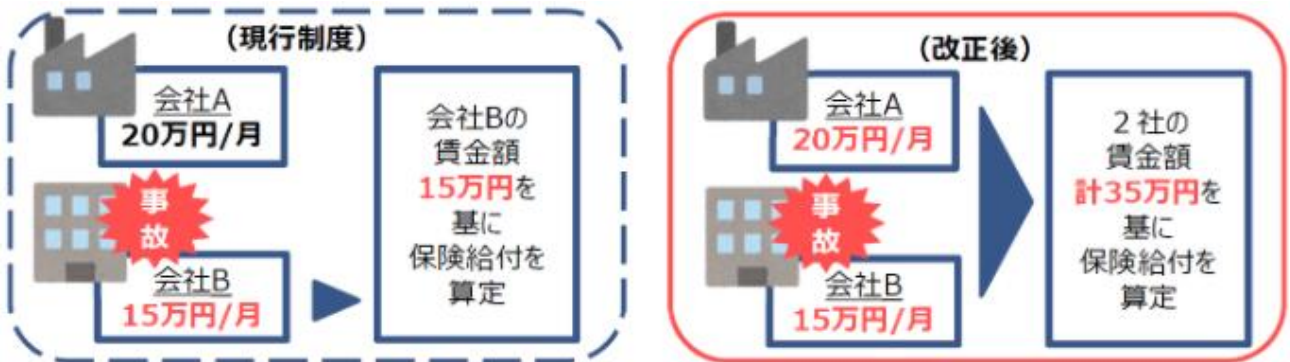 （現行制度）
会社A
20万円/月
事故
会社B
15万円/月
会社Bの
賃金額
15万円を
基に
保険給付を
算定
（改正後）
会社A
20万円/月
事故
会社B
15万円/月
２社の
賃金額
計35万円を
基に
保険給付を
算定